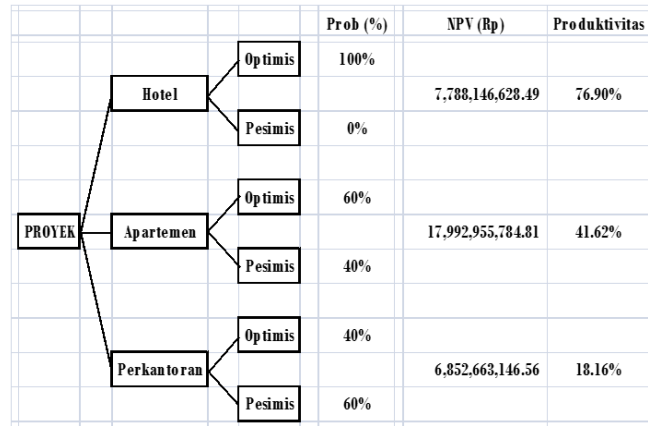 Prob (%) NPV (Rp) Produktivitas
Optimis 100%
Hotel 7,788,146,628.49 76.90%
Pesimis 0%
Optimis 60%
PROYEK Apartemen 17,992,955,784.81 41.62%
Pesimis 40%
Optimis 40%
Perkantoran 6,852,663,146.56 18.16%
Pesimis 60%